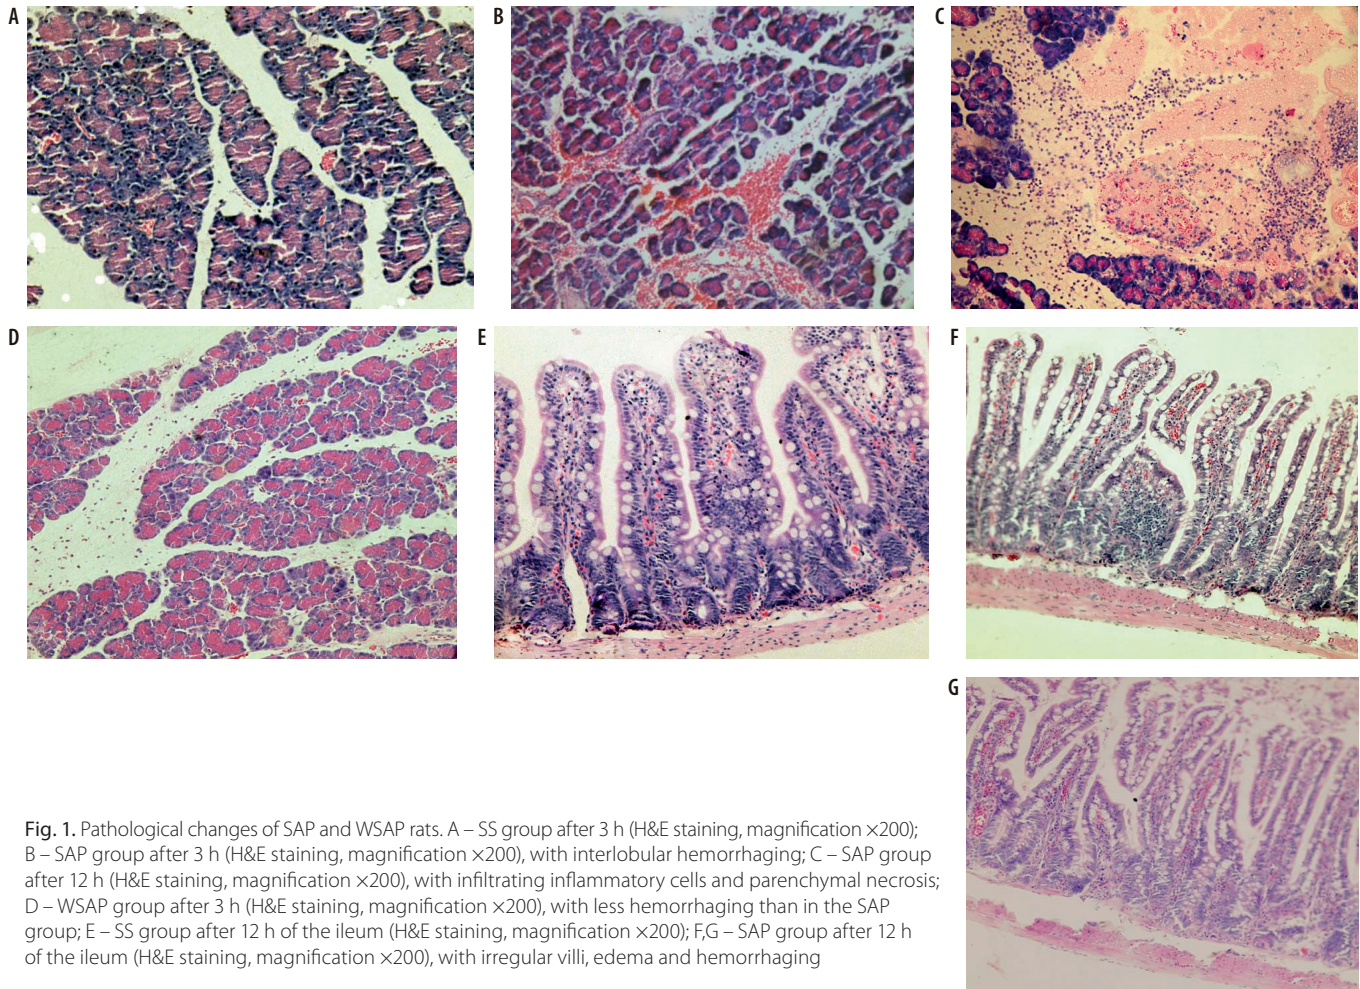 A
B
C
D
E
F
G
Fig. 1. Pathological changes of SAP and WSAP rats. A – SS group after 3 h (H&E staining, magnification ×200);
B – SAP group after 3 h (H&E staining, magnification ×200), with interlobular hemorrhaging; C – SAP group
after 12 h (H&E staining, magnification ×200), with infiltrating inflammatory cells and parenchymal necrosis;
D – WSAP group after 3 h (H&E staining, magnification ×200), with less hemorrhaging than in the SAP
group; E – SS group after 12 h of the ileum (H&E staining, magnification ×200); F,G – SAP group after 12 h
of the ileum (H&E staining, magnification ×200), with irregular villi, edema and hemorrhaging